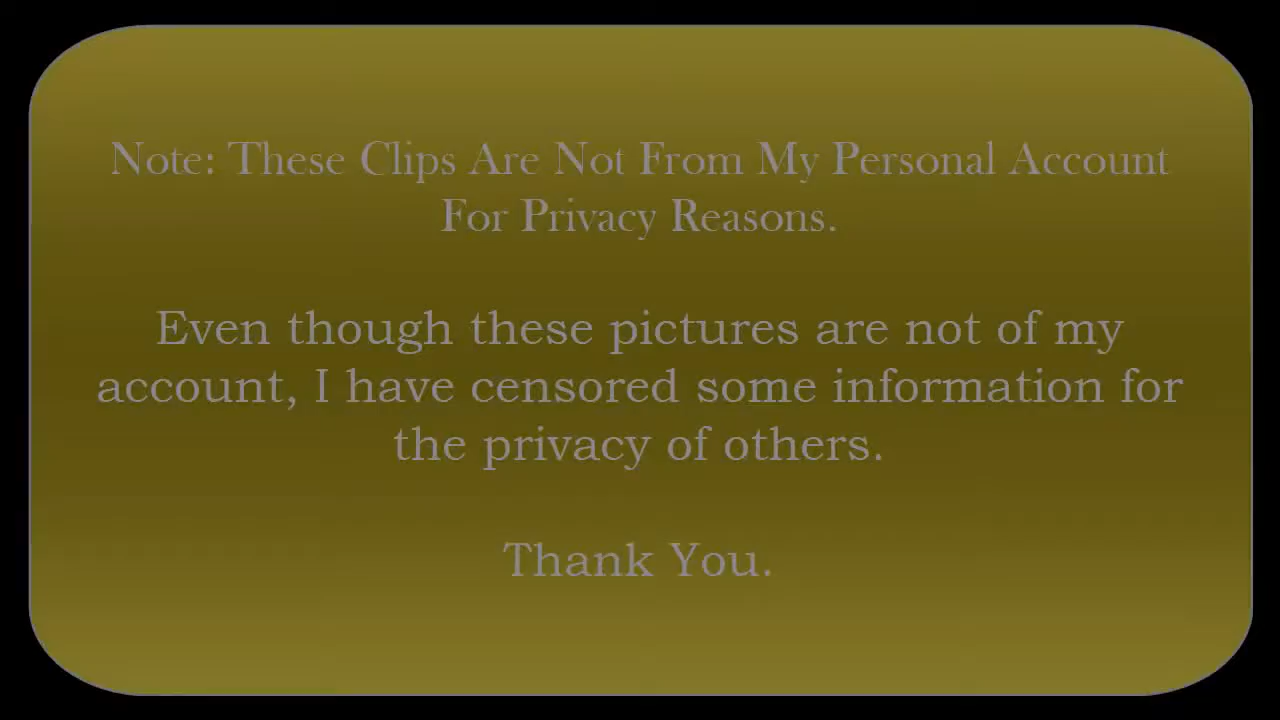 Note: These Clips Are Not From My Personal Account
For Privacy Reasons.
Even though these pictures are not of my
account, I have censored some information for
the privacy of others.
Thank You.